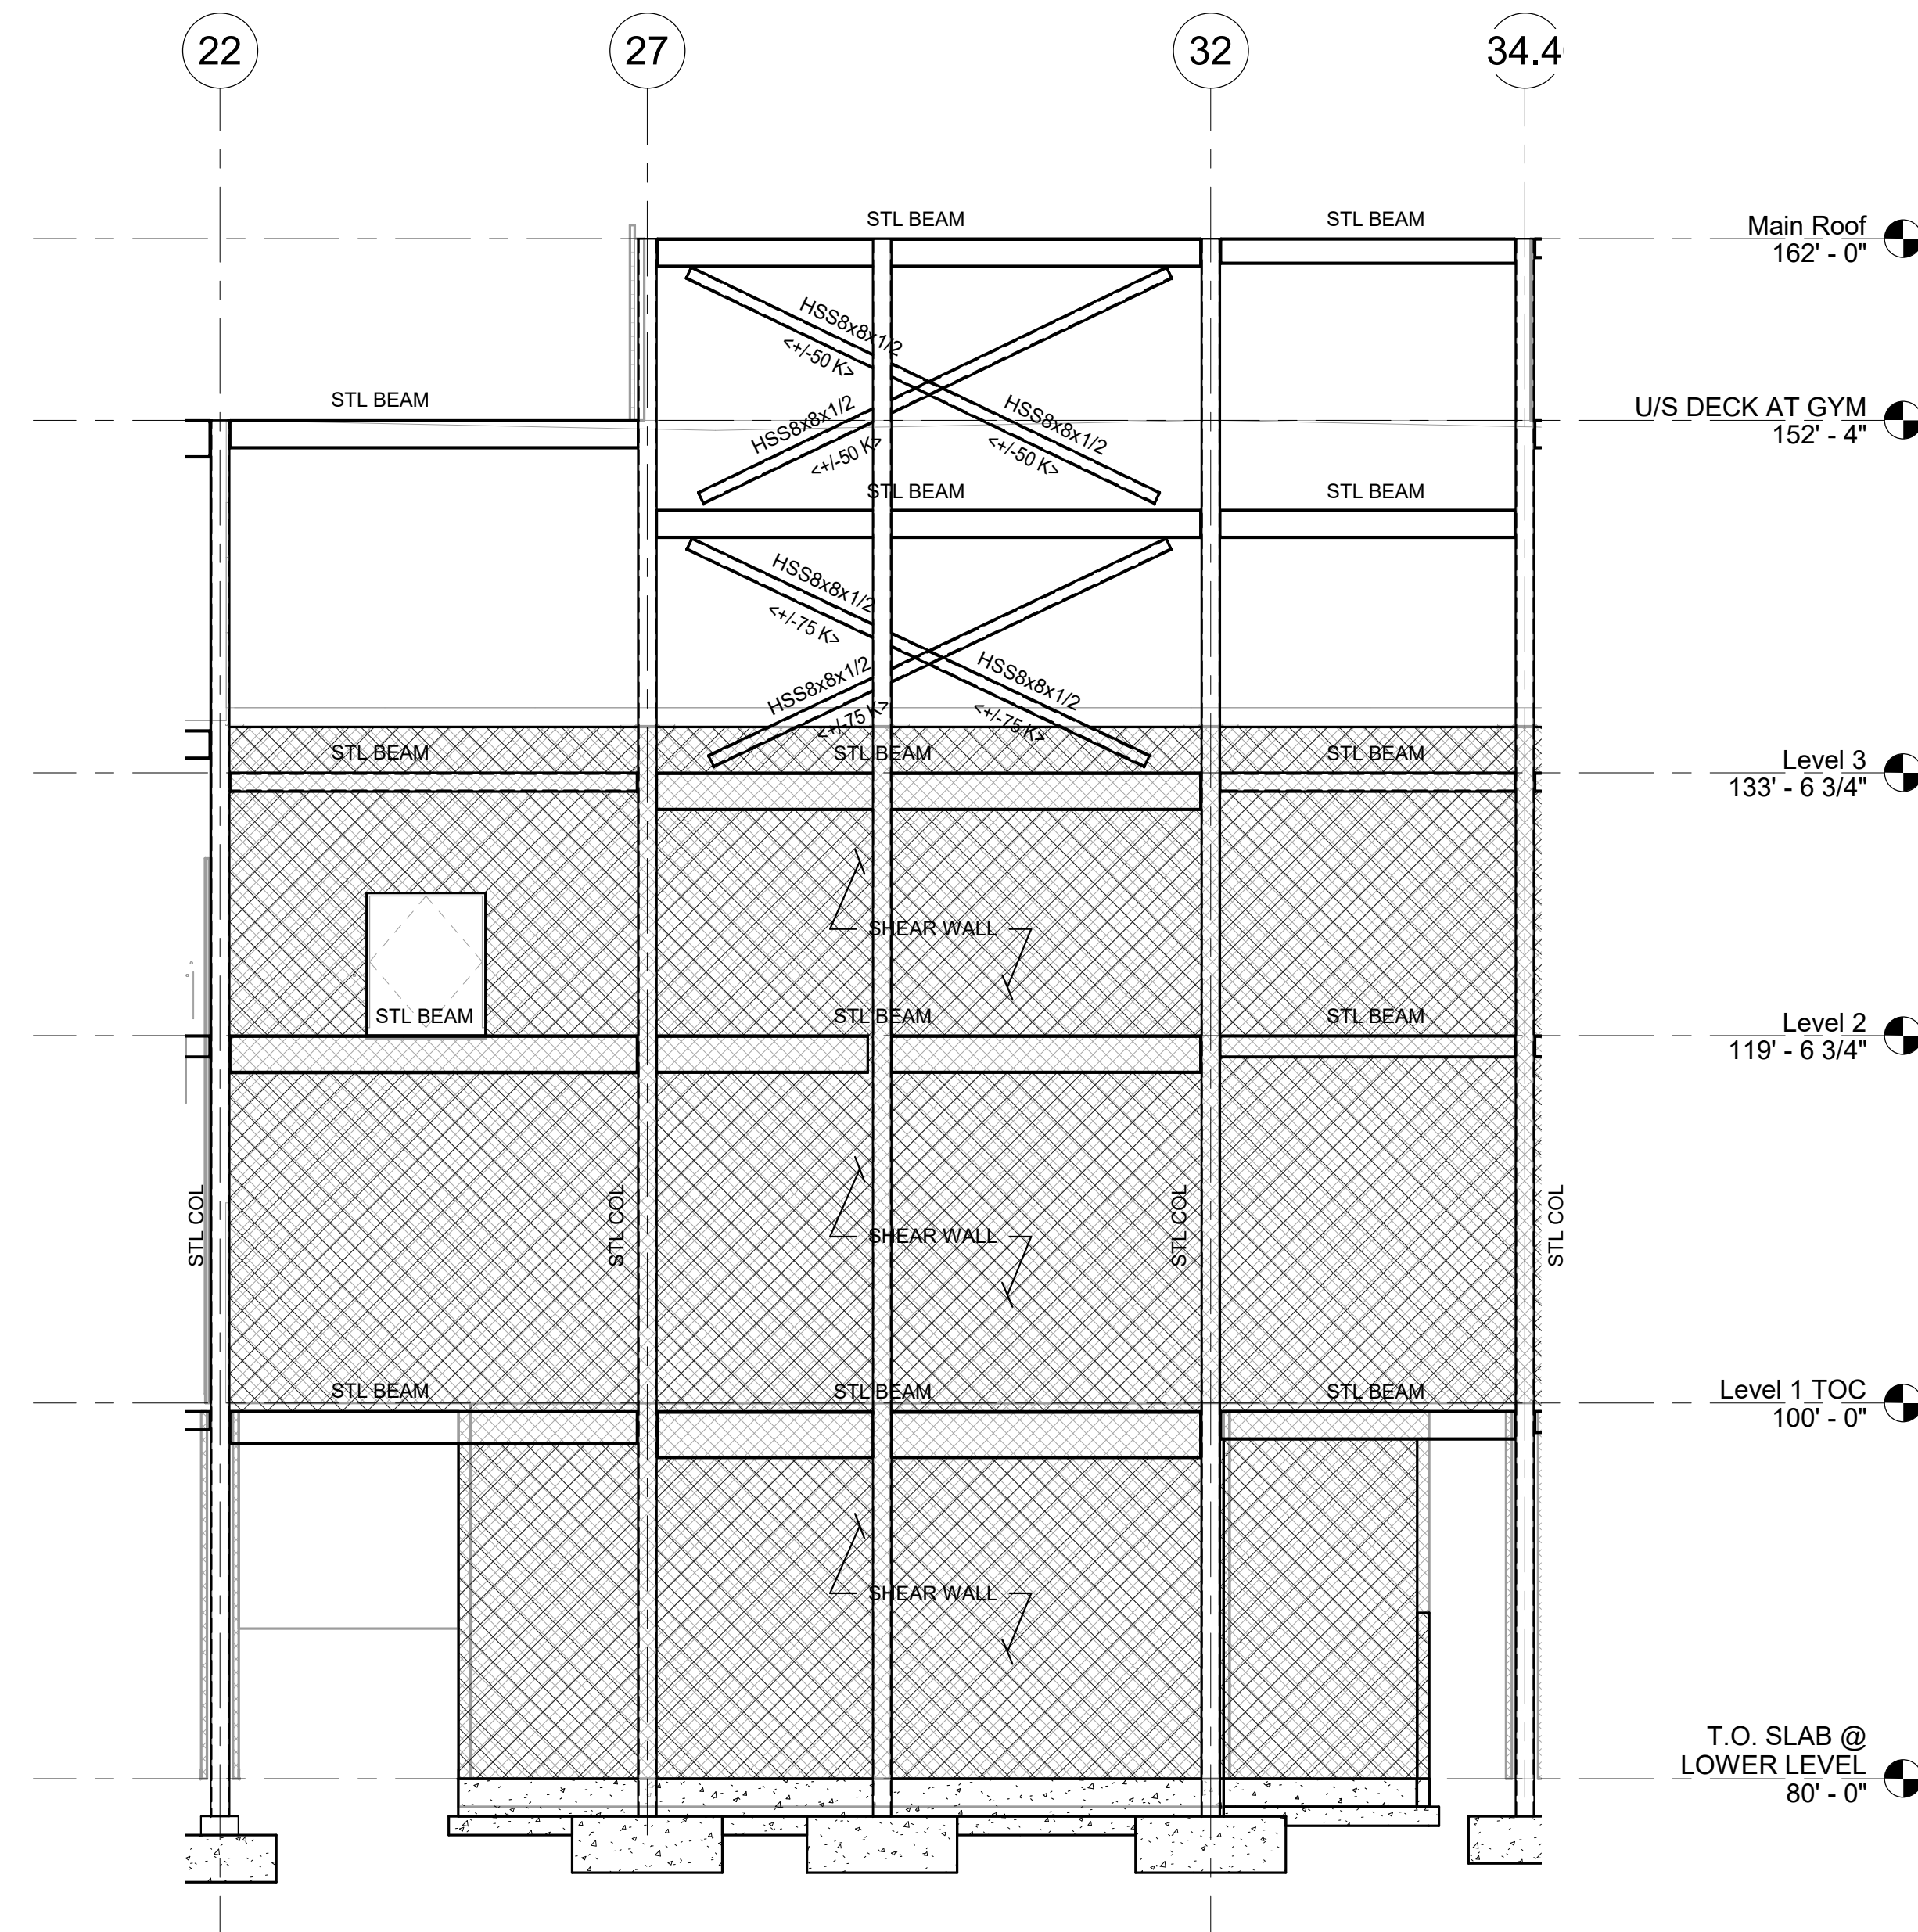 22
27
32
34.4
STL BEAM
STL BEAM
Main Roof
162' - 0"
HSS8x8x1/2
<+/-50 K>
STL BEAM
HSS8x8x1/2
<+/-50 K>
HSS8x8x1/2
<+/-50 K>
U/S DECK AT GYM
152' - 4"
STL BEAM
STL BEAM
HSS8x8x1/2
<+/-75 K>
HSS8x8x1/2
<+/-75 K>
HSS8x8x1/2
<+/-75 K>
STL BEAM
STL BEAM
STL BEAM
Level 3
133' - 6 3/4"
SHEAR WALL
STL BEAM
STL BEAM
STL BEAM
Level 2
119' - 6 3/4"
STL COL
STL COL
SHEAR WALL
STL COL
STL COL
STL BEAM
STL BEAM
STL BEAM
Level 1 TOC
100' - 0"
SHEAR WALL
T.O. SLAB @
LOWER LEVEL
80' - 0"